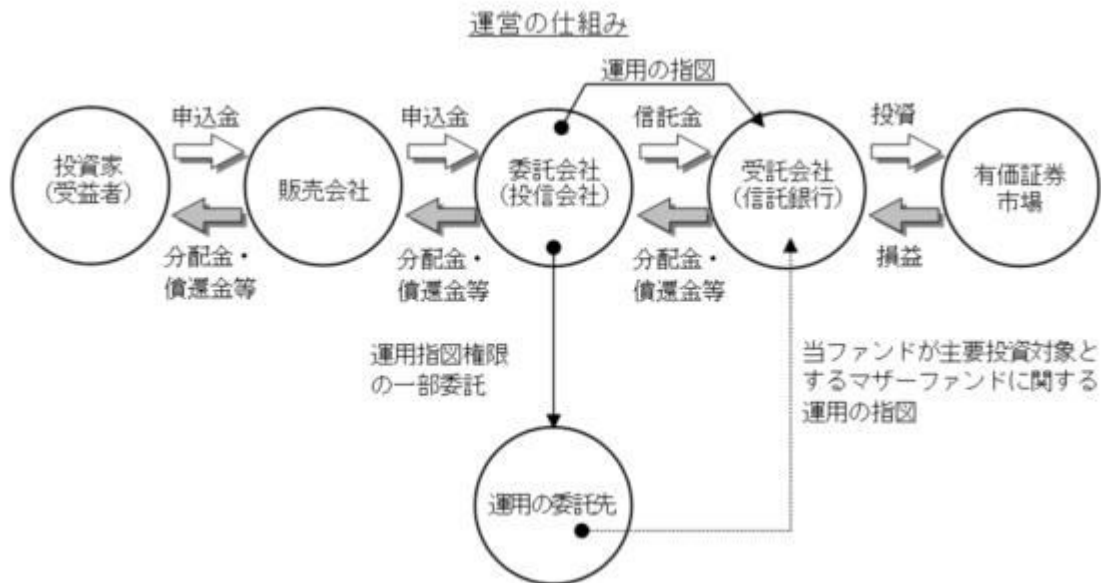 運営の仕組み
運用の指図
申込金
申込金
信託金
投資
投資家
(受益者)
販売会社
委託会社
(投信会社)
受託会社
(信託銀行)
有価証券
市場
分配金・
償還金等
分配金・
償還金等
分配金・
償還金等
損益
運用指図権限
の一部委託
当ファンドが主要投資対象と
するマザーファンドに関する
運用の指図
運用の委託先